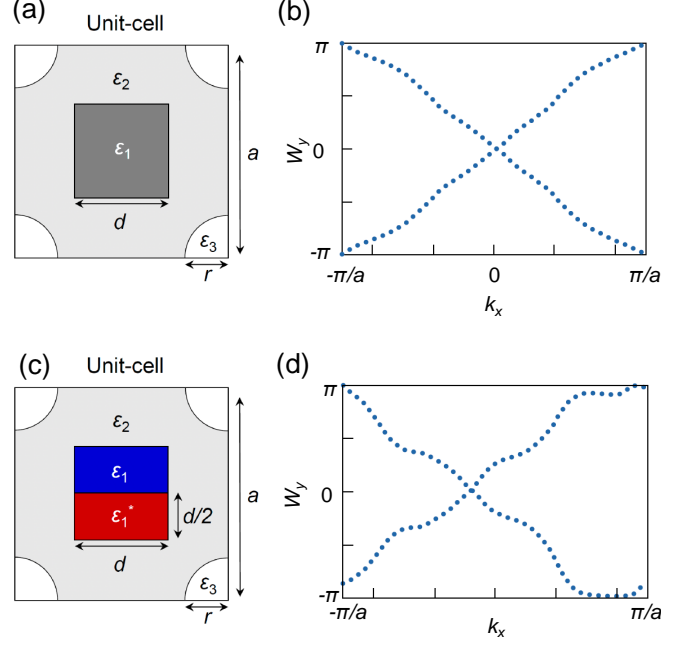 (a)
Unit-cell
ε2
ε1
a
d
ε3
r
(b)
π
Wy 0
-π
-π/a 0 π/a
kx
(c)
Unit-cell
ε2
ε1
a
ε1* d/2
d
ε3
r
(d)
π
Wy 0
-π
-π/a π/a
kx